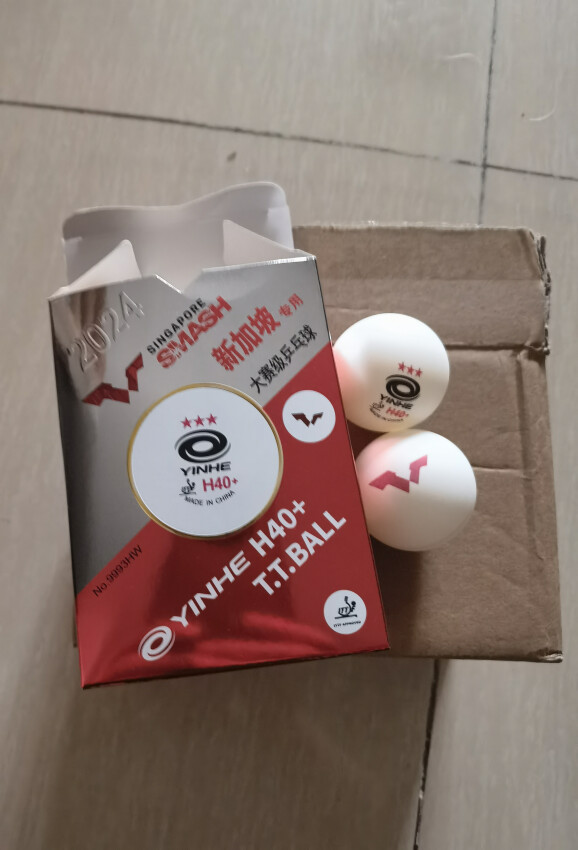 2024
SINGAPORE
SMASH
新加坡 专用
大赛级乒乓球
YINHE
H40+
MADE IN CHINA
No.9993HW
YINHE H40+
T.T.BALL
YINHE
H40+